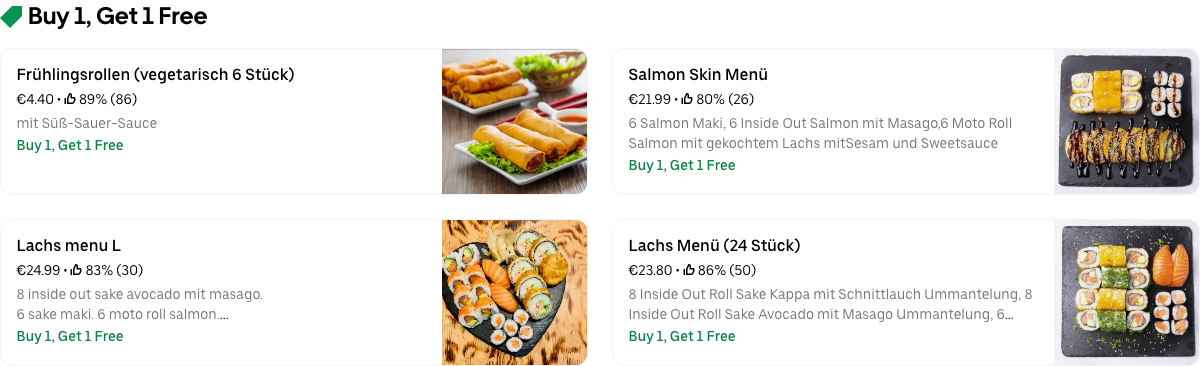 Buy 1, Get 1 Free
Frühlingsrollen (vegetarisch 6 Stück)
€4.40 • 89% (86)
mit Süß-Sauer-Sauce
Buy 1, Get 1 Free
Salmon Skin Menü
€21.99 • 80% (26)
6 Salmon Maki, 6 Inside Out Salmon mit Masago,6 Moto Roll
Salmon mit gekochtem Lachs mitSesam und Sweetsauce
Buy 1, Get 1 Free
Lachs menu L
€24.99 • 83% (30)
8 inside out sake avocado mit masago.
6 sake maki. 6 moto roll salmon....
Buy 1, Get 1 Free
Lachs Menü (24 Stück)
€23.80 • 86% (50)
8 Inside Out Roll Sake Kappa mit Schnittlauch Ummantelung, 8
Inside Out Roll Sake Avocado mit Masago Ummantelung, 6...
Buy 1, Get 1 Free